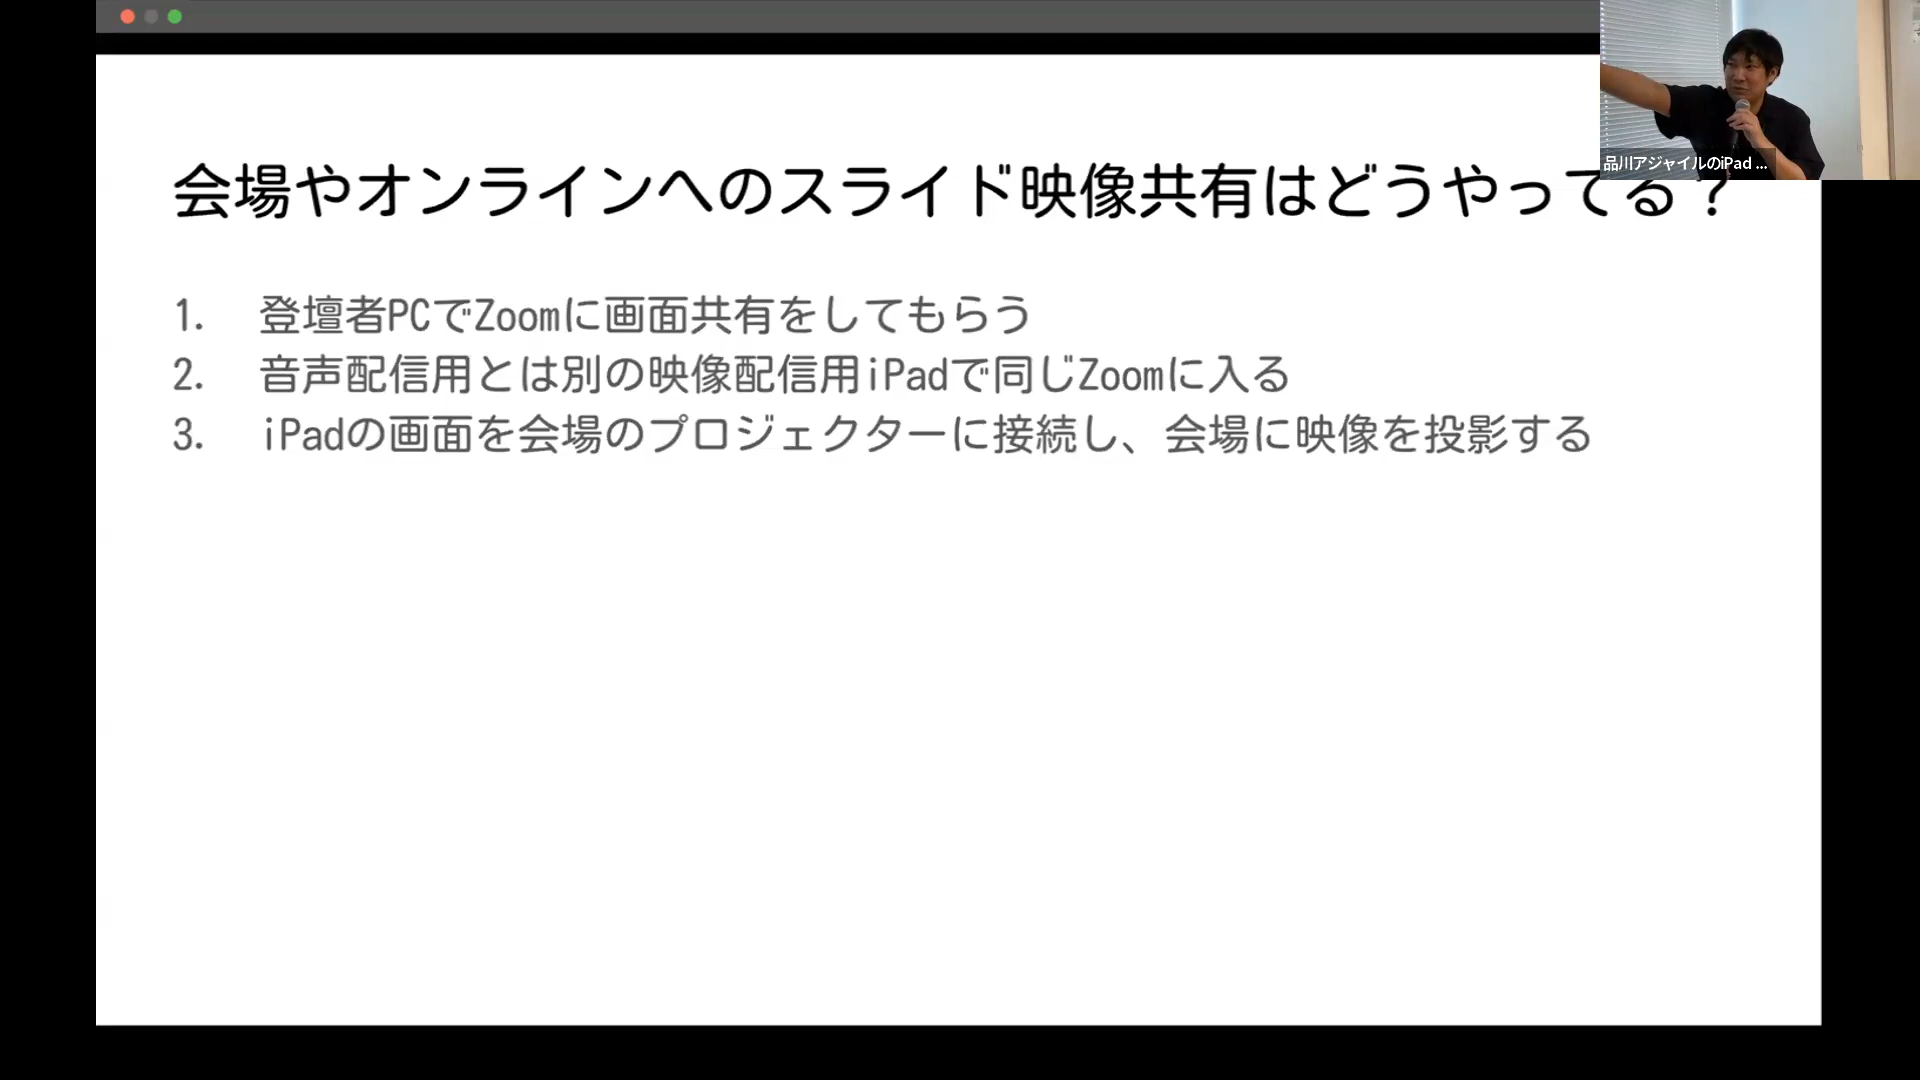 会場やオンラインへのスライド映像共有はどうやってる？
1. 登壇者PCでZoomに画面共有をしてもらう
2. 音声配信用とは別の映像配信用iPadで同じZoomに入る
3. iPadの画面を会場のプロジェクターに接続し、会場に映像を投影する
品川アジャイルのiPad ...